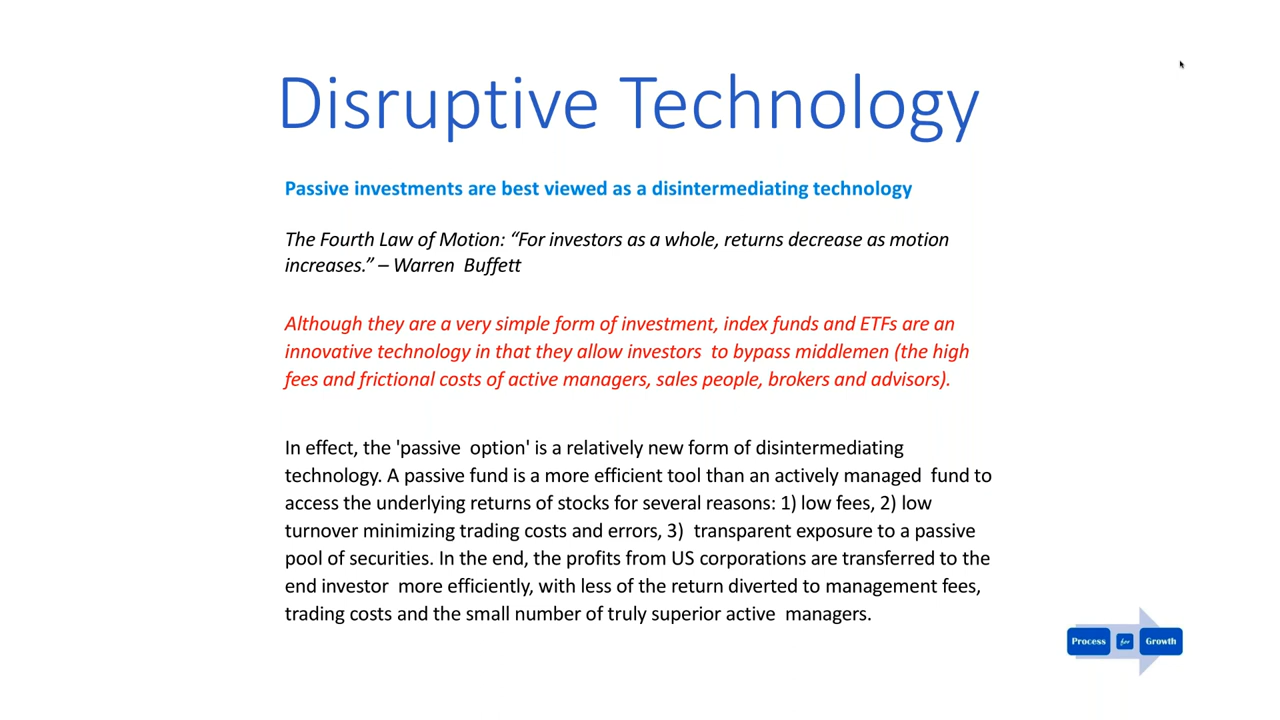 Disruptive Technology
Passive investments are best viewed as a disintermediating technology
The Fourth Law of Motion: “For investors as a whole, returns decrease as motion
increases.” – Warren Buffett
Although they are a very simple form of investment, index funds and ETFs are an
innovative technology in that they allow investors to bypass middlemen (the high
fees and frictional costs of active managers, sales people, brokers and advisors).
In effect, the 'passive option' is a relatively new form of disintermediating
technology. A passive fund is a more efficient tool than an actively managed fund to
access the underlying returns of stocks for several reasons: 1) low fees, 2) low
turnover minimizing trading costs and errors, 3) transparent exposure to a passive
pool of securities. In the end, the profits from US corporations are transferred to the
end investor more efficiently, with less of the return diverted to management fees,
trading costs and the small number of truly superior active managers.
Process for Growth